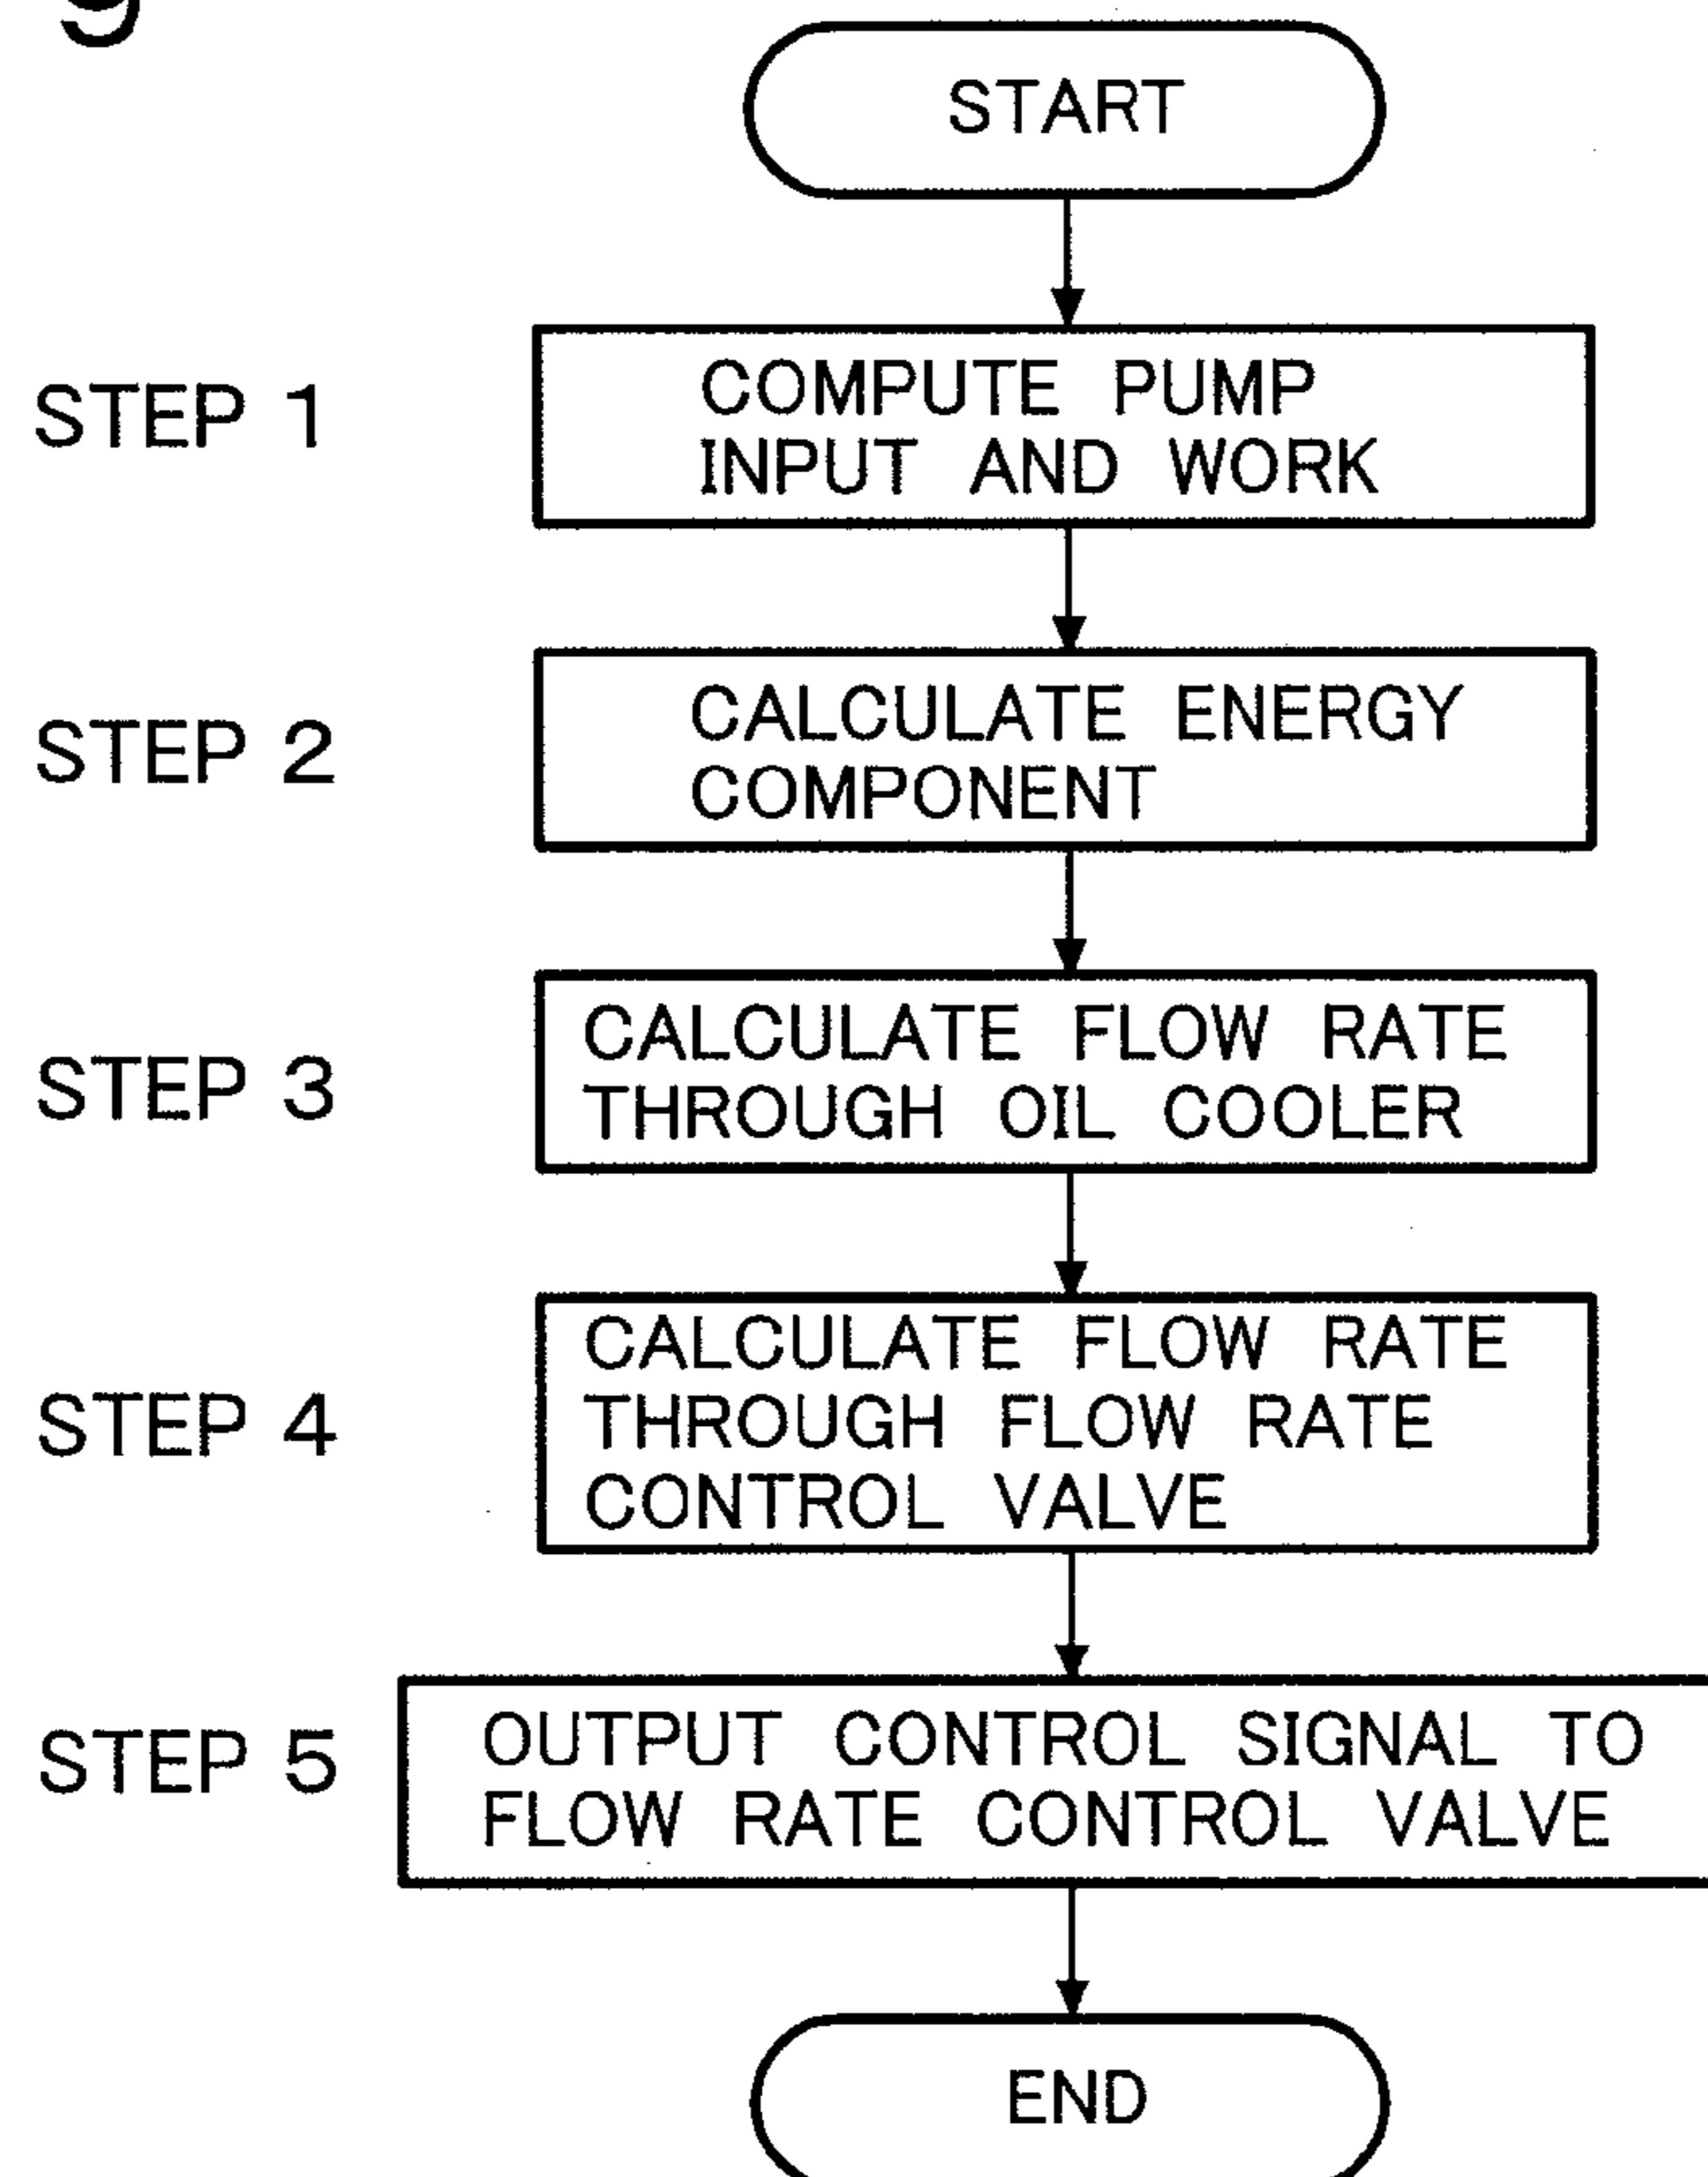 START
STEP 1
COMPUTE PUMP
INPUT AND WORK
STEP 2
CALCULATE ENERGY
COMPONENT
STEP 3
CALCULATE FLOW RATE
THROUGH OIL COOLER
STEP 4
CALCULATE FLOW RATE
THROUGH FLOW RATE
CONTROL VALVE
STEP 5
OUTPUT CONTROL SIGNAL TO
FLOW RATE CONTROL VALVE
END